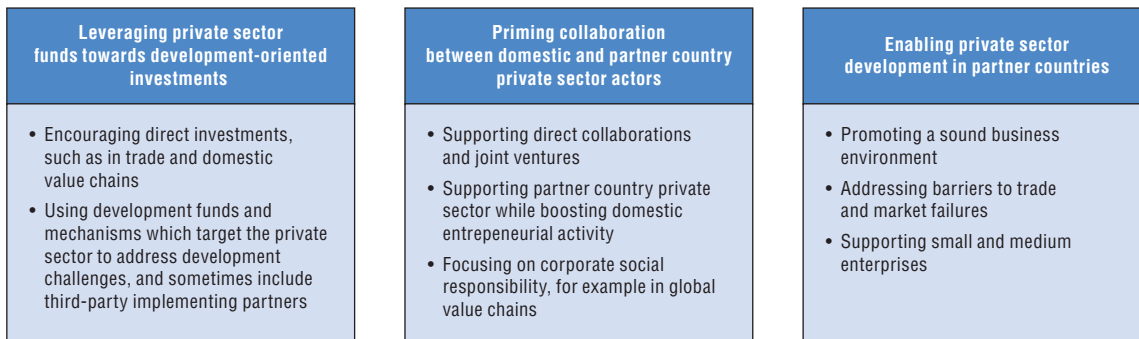 Leveraging private sector
funds towards development-oriented
investments
• Encouraging direct investments,
such as in trade and domestic
value chains
• Using development funds and
mechanisms which target the private
sector to address development
challenges, and sometimes include
third-party implementing partners
Priming collaboration
between domestic and partner country
private sector actors
• Supporting direct collaborations
and joint ventures
• Supporting partner country private
sector while boosting domestic
entrepeneurial activity
• Focusing on corporate social
responsibility, for example in global
value chains
Enabling private sector
development in partner countries
• Promoting a sound business
environment
• Addressing barriers to trade
and market failures
• Supporting small and medium
enterprises